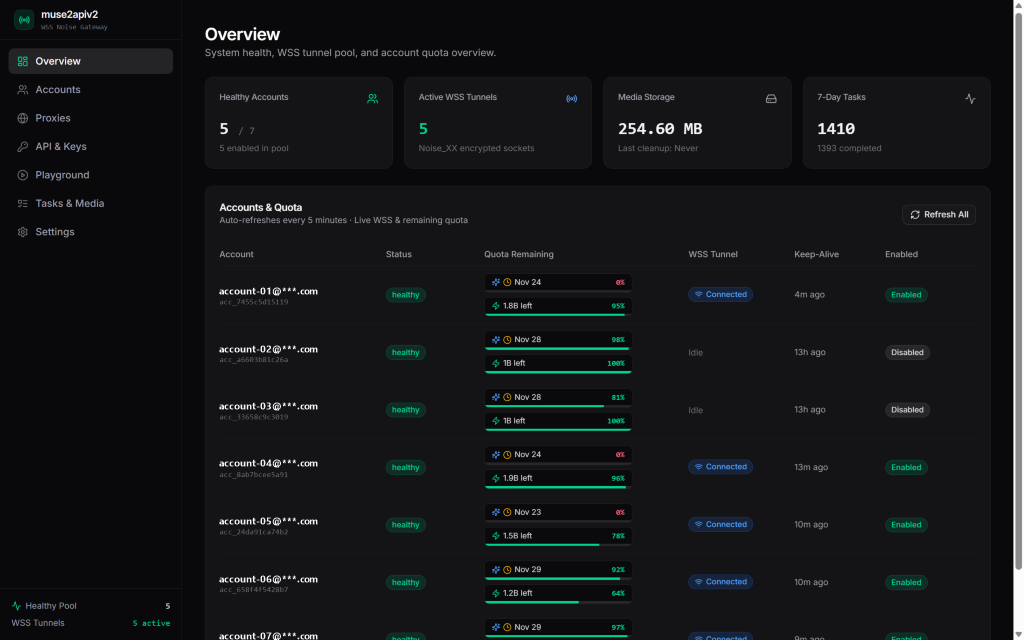 muse2apiv2
WSS Noise Gateway
Overview
Accounts
Proxies
API & Keys
Playground
Tasks & Media
Settings
Healthy Pool 5
WSS Tunnels 5 active
Overview
System health, WSS tunnel pool, and account quota overview.
Healthy Accounts
5 / 7
5 enabled in pool
Active WSS Tunnels
5
Noise_XX encrypted sockets
Media Storage
254.60 MB
Last cleanup: Never
7-Day Tasks
1410
1393 completed
Accounts & Quota
Auto-refreshes every 5 minutes · Live WSS & remaining quota
Refresh All
Account Status Quota Remaining WSS Tunnel Keep-Alive Enabled
Nov 24 0%
account-01@***.com healthy Connected 4m ago Enabled
acc_7455c5d15119
1.8B left 95%
Nov 28 98%
account-02@***.com healthy Idle 13h ago Disabled
acc_a6603b81c26a
1B left 100%
Nov 28 81%
account-03@***.com healthy Idle 13h ago Disabled
acc_33658c9c3019
1B left 100%
Nov 24 0%
account-04@***.com healthy Connected 13m ago Enabled
acc_8ab7bcee5a91
1.9B left 96%
Nov 23 0%
account-05@***.com healthy Connected 10m ago Enabled
acc_24da91ca74b2
1.5B left 78%
Nov 29 92%
account-06@***.com healthy Connected 10m ago Enabled
acc_658f4f5428b7
1.2B left 64%
Nov 29 97%
account-07@***.com healthy Connected 9m ago Enabled